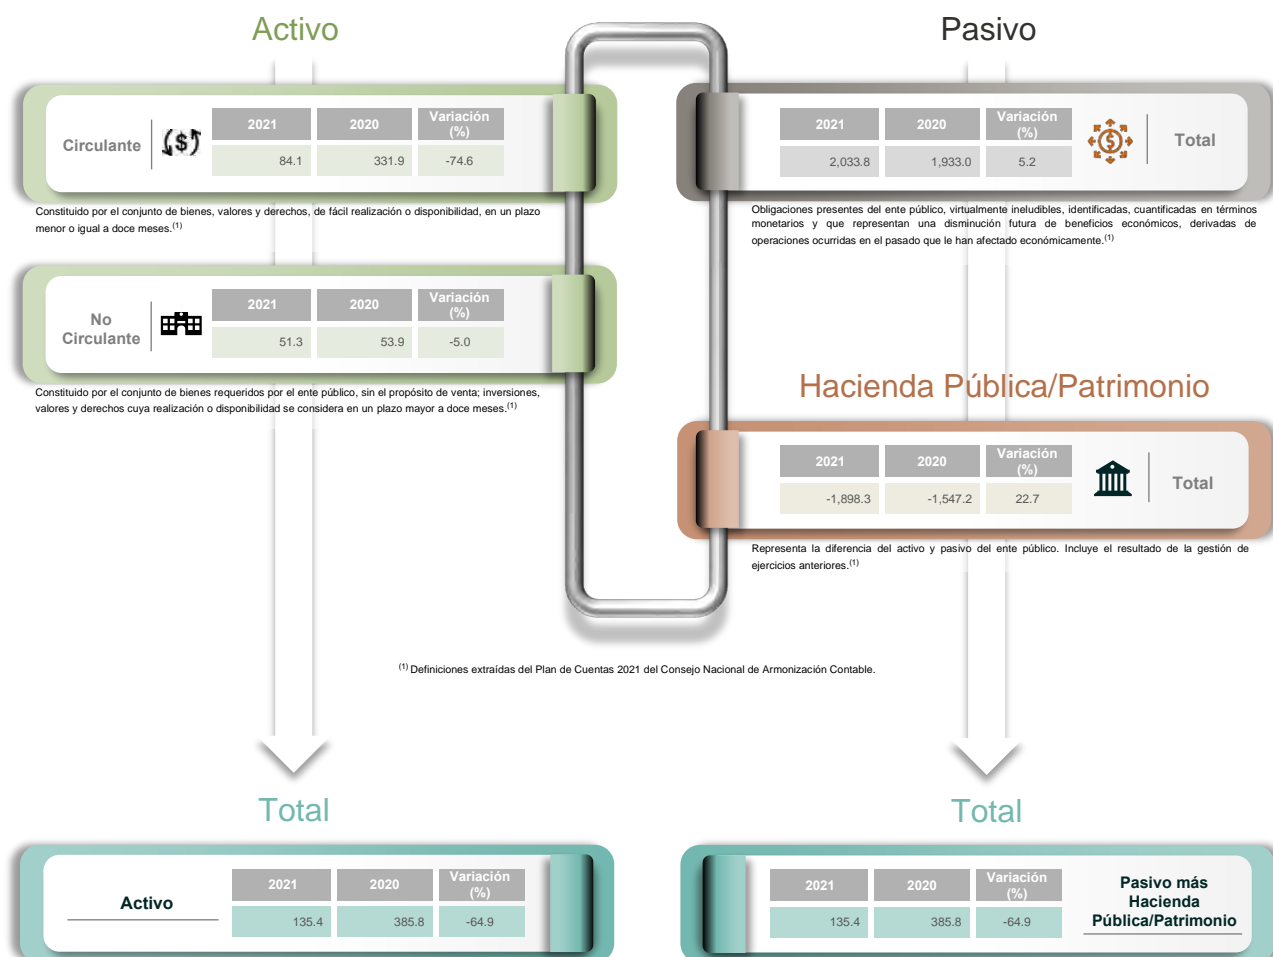 Activo
Circulante
2021 2020 Variación (%)
84.1 331.9 -74.6
Constituido por el conjunto de bienes, valores y derechos, de fácil realización o disponibilidad, en un plazo
menor o igual a doce meses.(1)
No
Circulante
2021 2020 Variación (%)
51.3 53.9 -5.0
Constituido por el conjunto de bienes requeridos por el ente público, sin el propósito de venta; inversiones,
valores y derechos cuya realización o disponibilidad se considera en un plazo mayor a doce meses.(1)
Pasivo
2021 2020 Variación (%)
2,033.8 1,933.0 5.2
Total
Obligaciones presentes del ente público, virtualmente ineludibles, identificadas, cuantificadas en términos
monetarios y que representan una disminución futura de beneficios económicos, derivadas de
operaciones ocurridas en el pasado que le han afectado económicamente.(1)
Hacienda Pública/Patrimonio
2021 2020 Variación (%)
-1,898.3 -1,547.2 22.7
Total
Representa la diferencia del activo y pasivo del ente público. Incluye el resultado de la gestión de
ejercicios anteriores.(1)
(1) Definiciones extraídas del Plan de Cuentas 2021 del Consejo Nacional de Armonización Contable.
Total
Activo
2021 2020 Variación (%)
135.4 385.8 -64.9
Total
2021 2020 Variación (%)
135.4 385.8 -64.9
Pasivo más
Hacienda
Pública/Patrimonio